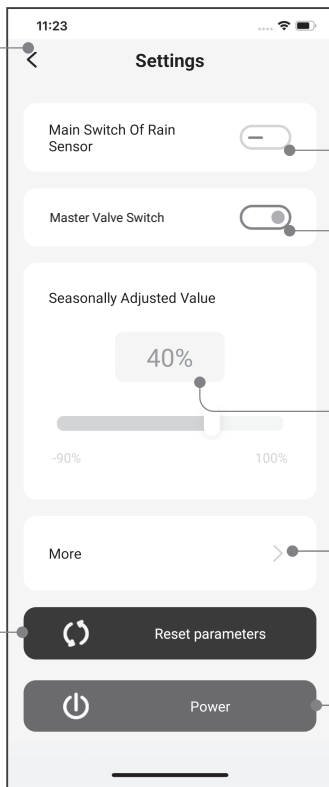 11:23
Settings
Main Switch Of Rain
Sensor
Master Valve Switch
Seasonally Adjusted Value
40%
-90% 100%
More
Reset parameters
Power